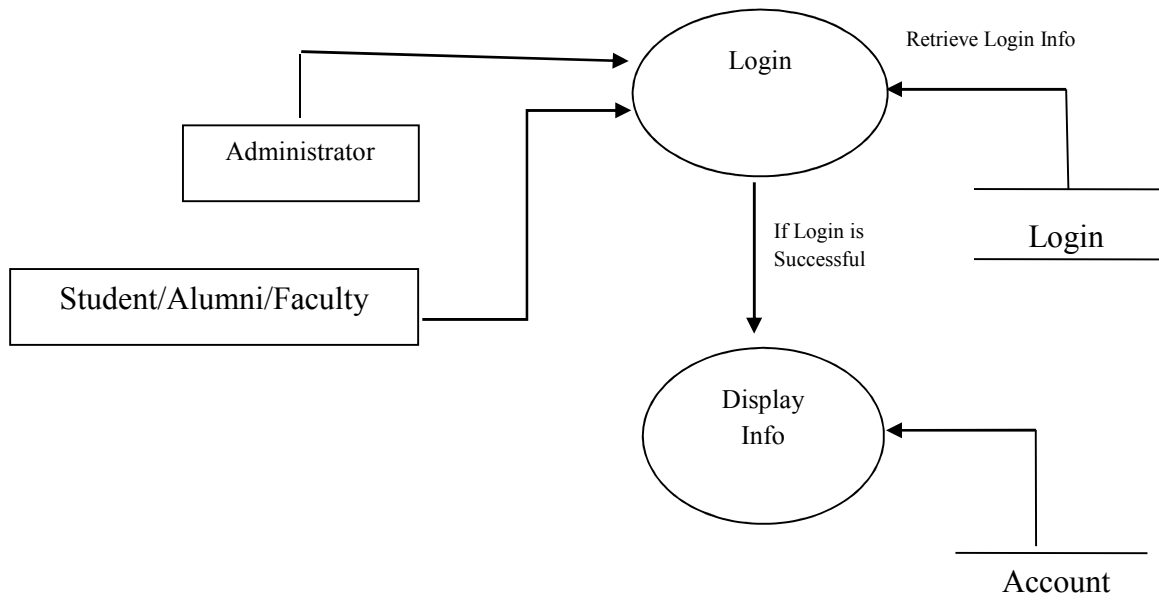 Login
Retrieve Login Info
Administrator
If Login is
Successful
Login
Student/Alumni/Faculty
Display
Info
Account